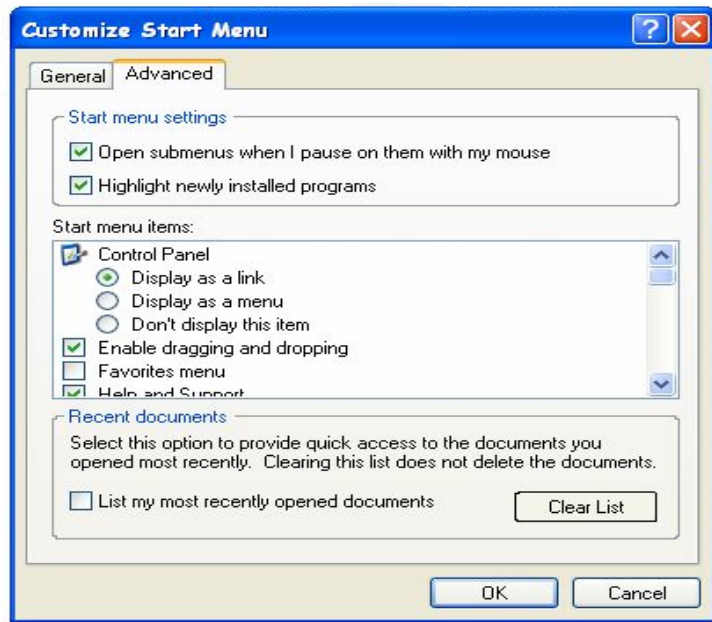 Customize Start Menu
General Advanced
Start menu settings
Open submenus when I pause on them with my mouse
Highlight newly installed programs
Start menu items:
Control Panel
Display as a link
Display as a menu
Don't display this item
Enable dragging and dropping
Favorites menu
Help and Support
Recent documents
Select this option to provide quick access to the documents you
opened most recently. Clearing this list does not delete the documents.
List my most recently opened documents Clear List
OK Cancel